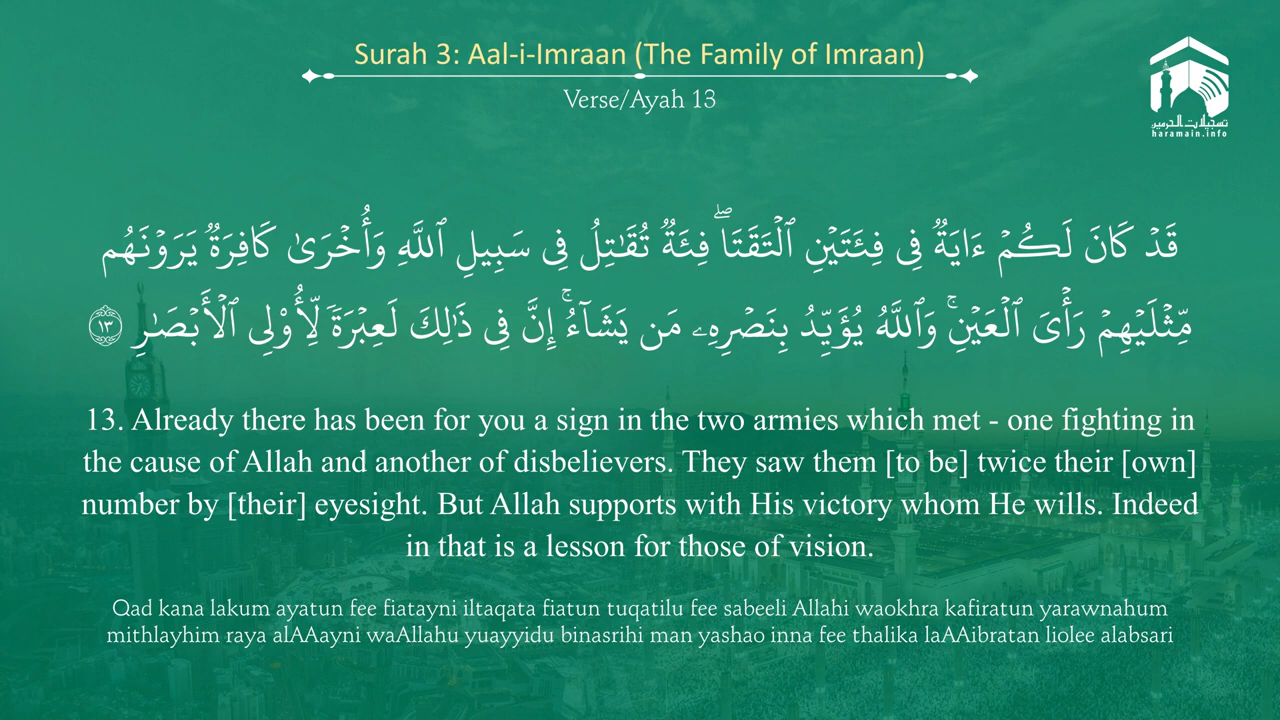 Surah 3: Aal-i-Imraan (The Family of Imraan)
Verse/Ayah 13
تسجيلات الحرمين
haramain.info
قَدۡ كَانَ لَكُمۡ ءَايَةٞ فِي فِئَتَيۡنِ ٱلۡتَقَتَاۖ فِئَةٞ تُقَٰتِلُ فِي سَبِيلِ ٱللَّهِ وَأُخۡرَىٰ كَافِرَةٞ يَرَوۡنَهُم
مِّثۡلَيۡهِمۡ رَأۡيَ ٱلۡعَيۡنِۚ وَٱللَّهُ يُؤَيِّدُ بِنَصۡرِهِۦ مَن يَشَآءُۚ إِنَّ فِي ذَٰلِكَ لَعِبۡرَةٗ لِّأُوْلِي ٱلۡأَبۡصَٰرِ ١٣
13. Already there has been for you a sign in the two armies which met - one fighting in
the cause of Allah and another of disbelievers. They saw them [to be] twice their [own]
number by [their] eyesight. But Allah supports with His victory whom He wills. Indeed
in that is a lesson for those of vision.
Qad kana lakum ayatun fee fiatayni iltaqata fiatun tuqatilu fee sabeeli Allahi waokhra kafiratun yarawnahum
mithlayhim raya alAAayni waAllahu yuayyidu binasrihi man yashao inna fee thalika laAAibratan liolee alabsari